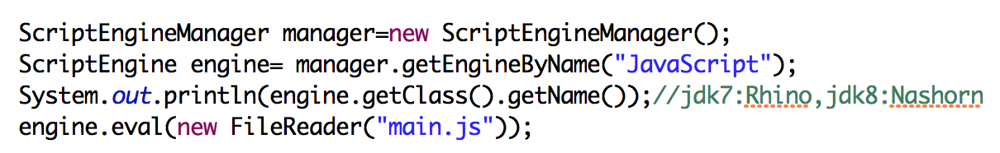 ScriptEngineManager manager=new ScriptEngineManager();
ScriptEngine engine= manager.getEngineByName("JavaScript");
System.out.println(engine.getClass().getName());//jdk7:Rhino,jdk8:Nashorn
engine.eval(new FileReader("main.js"));